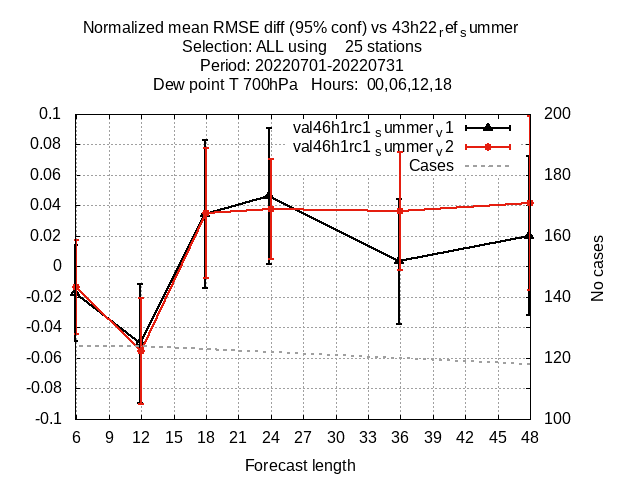 Normalized mean RMSE diff (95% conf) vs 43h22refsummer
Selection: ALL using 25 stations
Period: 20220701-20220731
Dew point T 700hPa Hours: 00,06,12,18
val46h1rc1summerv1
val46h1rc1summerv2
Cases
0.1
0.08
0.06
0.04
0.02
0
-0.02
-0.04
-0.06
-0.08
-0.1
200
180
160
140
120
100
No cases
6 9 12 15 18 21 24 27 30 33 36 39 42 45 48
Forecast length